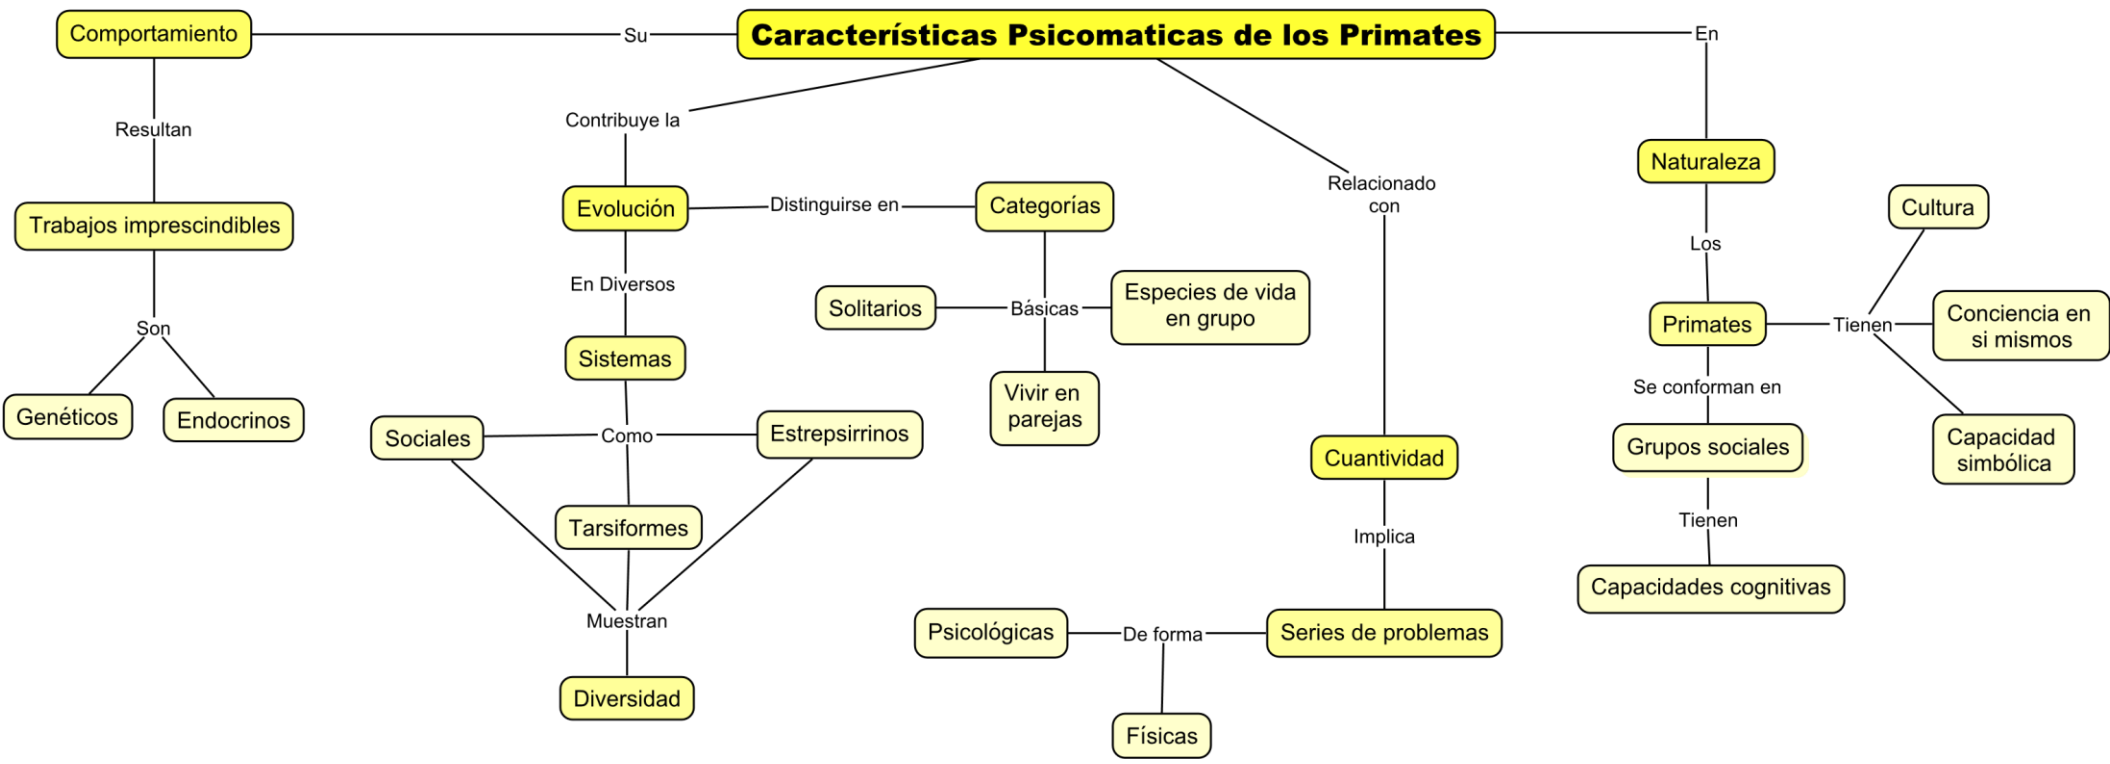 Características Psicomaticas de los Primates
Su
Comportamiento
Resultan
Trabajos imprescindibles
Son
Genéticos
Endocrinos
Contribuye la
Evolución
Distinguirse en
Categorías
Básicas
Solitarios
Especies de vida
en grupo
Vivir en
parejas
En Diversos
Sistemas
Como
Sociales
Estrepsirrinos
Tarsiformes
Muestran
Diversidad
Relacionado
con
Cuantividad
Implica
Series de problemas
De forma
Psicológicas
Físicas
En
Naturaleza
Los
Primates
Tienen
Cultura
Conciencia en
si mismos
Capacidad
simbólica
Se conforman en
Grupos sociales
Tienen
Capacidades cognitivas